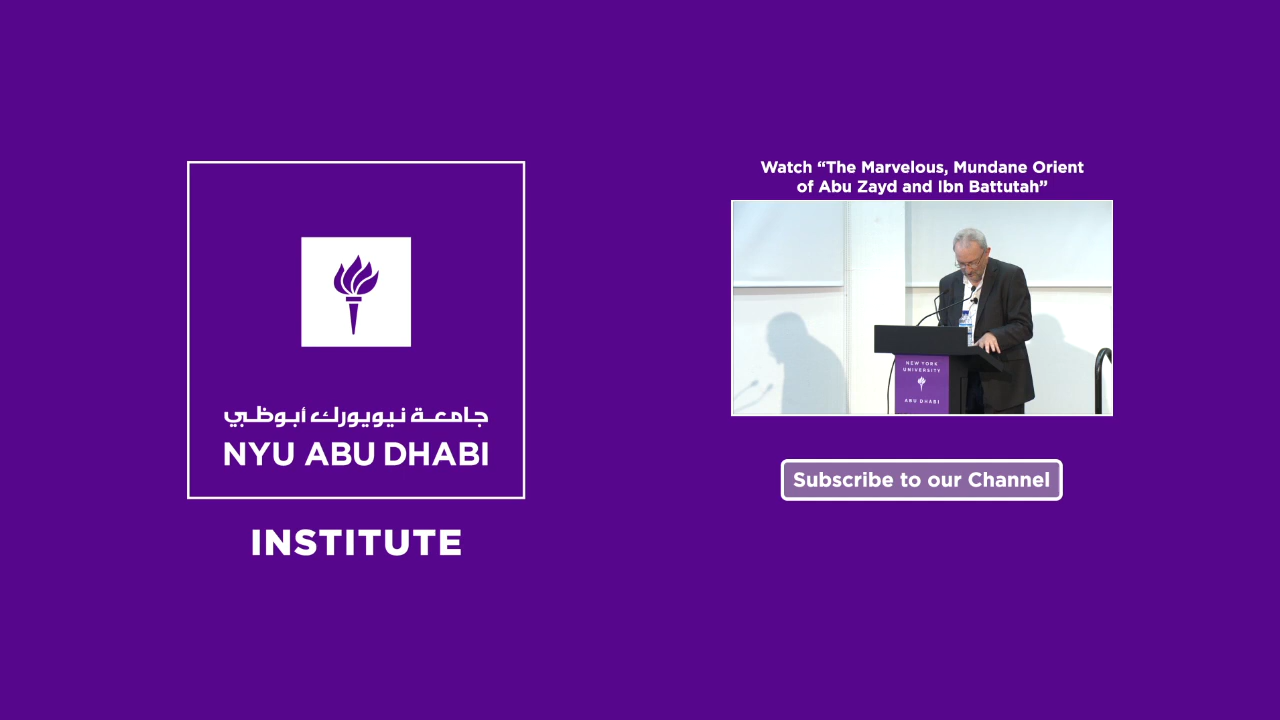 جامعة نيويورك أبوظبي
NYU ABU DHABI
INSTITUTE
Watch “The Marvelous, Mundane Orient
of Abu Zayd and Ibn Battutah”
NEW YORK
UNIVERSITY
ABU DHABI
Subscribe to our Channel